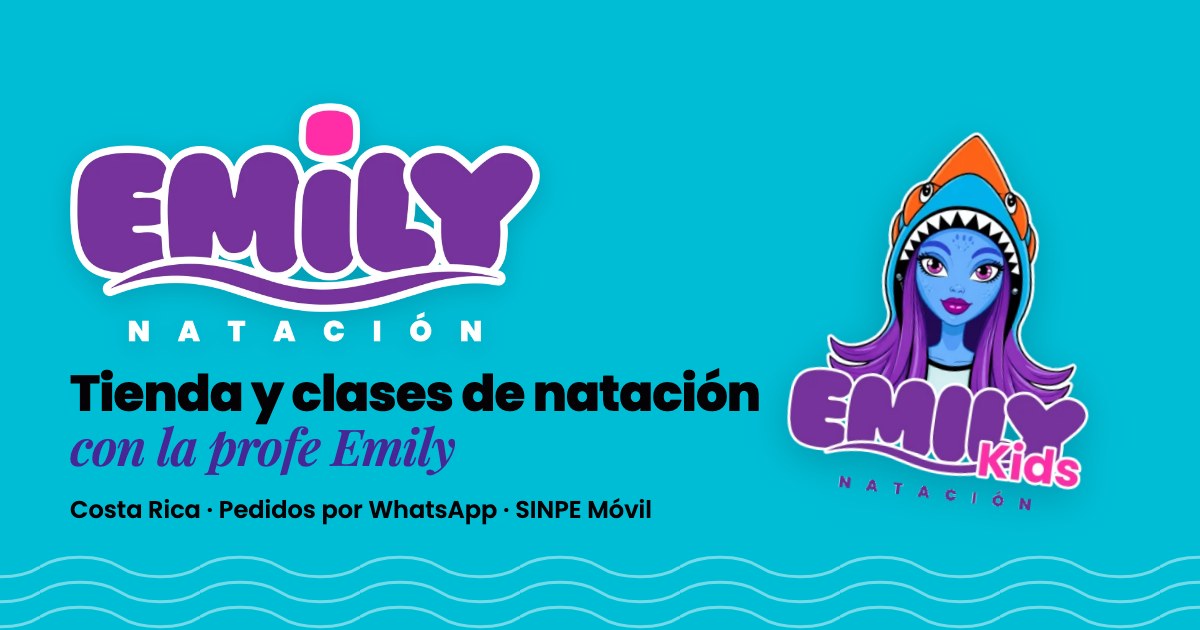 EMiLY
NATACIÓN
Tienda y clases de natación
con la profe Emily
Costa Rica · Pedidos por WhatsApp · SINPE Móvil
EMILY
Kids
NATACIÓN